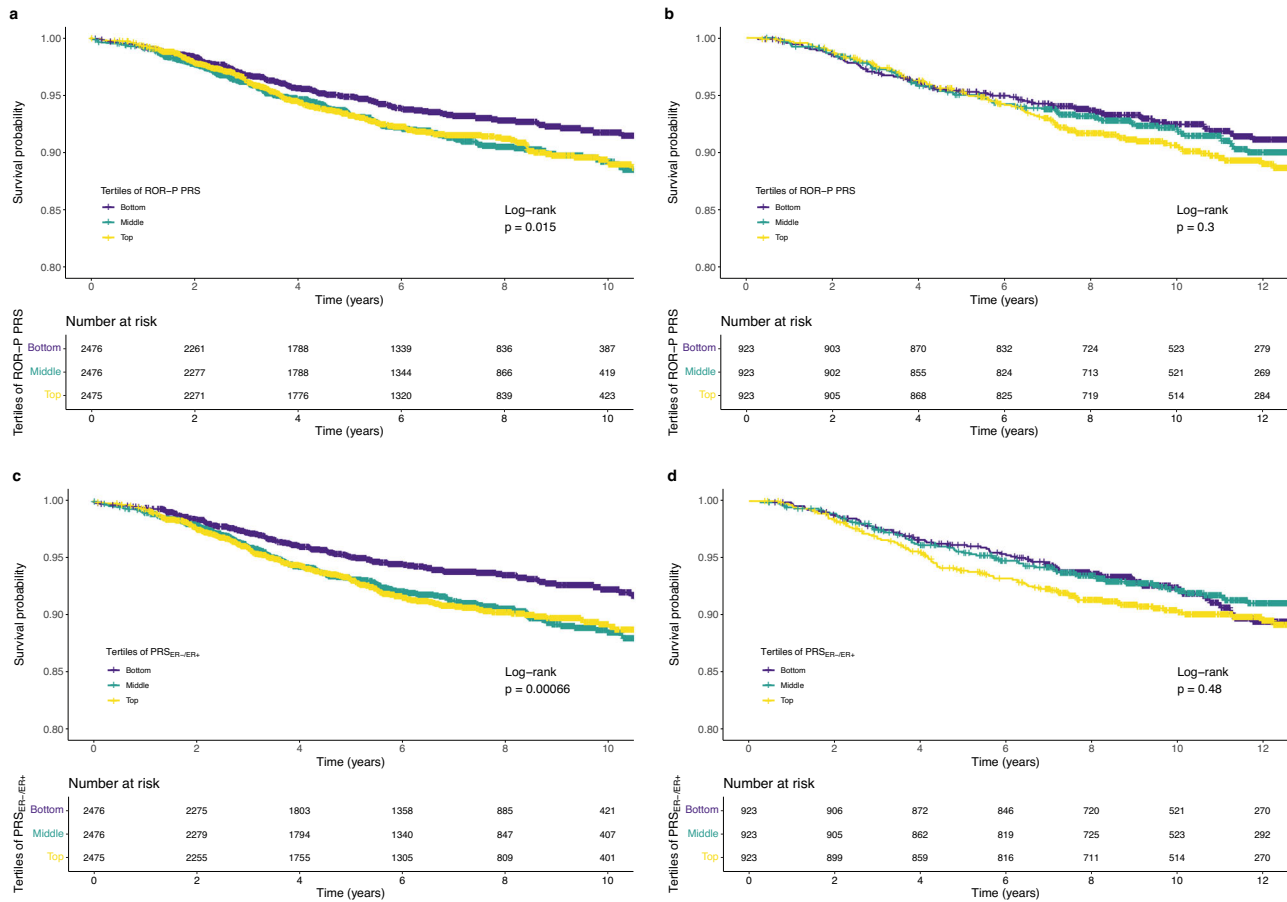 a
1.00
0.95
0.90
0.85
0.80
Survival probability
Tertiles of ROR−P PRS
Bottom
Middle
Top
Log−rank
p = 0.015
0 2 4 6 8 10
Time (years)
Number at risk
Tertiles of ROR−P PRS
Bottom 2476 2261 1788 1339 836 387
Middle 2476 2277 1788 1344 866 419
Top 2475 2271 1776 1320 839 423
0 2 4 6 8 10
Time (years)
b
1.00
0.95
0.90
0.85
0.80
Survival probability
Tertiles of ROR−P PRS
Bottom
Middle
Top
Log−rank
p = 0.3
0 2 4 6 8 10 12
Time (years)
Number at risk
Tertiles of ROR−P PRS
Bottom 923 903 870 832 724 523 279
Middle 923 902 855 824 713 521 269
Top 923 905 868 825 719 514 284
0 2 4 6 8 10 12
Time (years)
c
1.00
0.95
0.90
0.85
0.80
Survival probability
Tertiles of PRSER−/ER+
Bottom
Middle
Top
Log−rank
p = 0.00066
0 2 4 6 8 10
Time (years)
Number at risk
Tertiles of PRSER−/ER+
Bottom 2476 2275 1803 1358 885 421
Middle 2476 2279 1794 1340 847 407
Top 2475 2255 1755 1305 809 401
0 2 4 6 8 10
Time (years)
d
1.00
0.95
0.90
0.85
0.80
Survival probability
Tertiles of PRSER−/ER+
Bottom
Middle
Top
Log−rank
p = 0.48
0 2 4 6 8 10 12
Time (years)
Number at risk
Tertiles of PRSER−/ER+
Bottom 923 906 872 846 720 521 270
Middle 923 905 862 819 725 523 292
Top 923 899 859 816 711 514 270
0 2 4 6 8 10 12
Time (years)